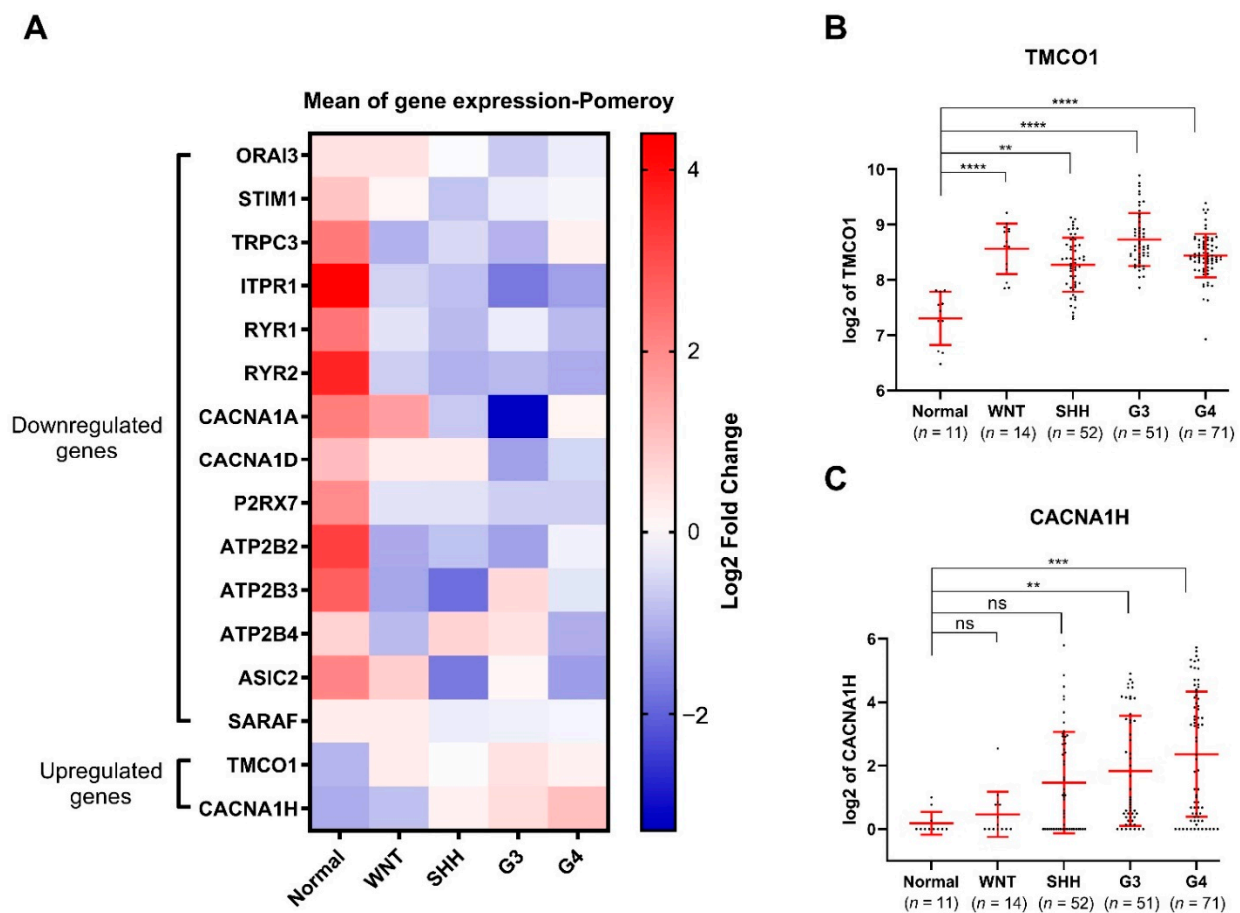 A
Mean of gene expression-Pomeroy
Downregulated
genes
ORAI3
STIM1
TRPC3
ITPR1
RYR1
RYR2
CACNA1A
CACNA1D
P2RX7
ATP2B2
ATP2B3
ATP2B4
ASIC2
SARAF
Upregulated
genes
TMCO1
CACNA1H
Normal WNT SHH G3 G4
4
2
0
−2
Log2 Fold Change
B
TMCO1
****
****
**
****
log2 of TMCO1
10
9
8
7
6
Normal WNT SHH G3 G4
(n = 11) (n = 14) (n = 52) (n = 51) (n = 71)
C
CACNA1H
***
**
ns
ns
log2 of CACNA1H
6
4
2
0
Normal WNT SHH G3 G4
(n = 11) (n = 14) (n = 52) (n = 51) (n = 71)